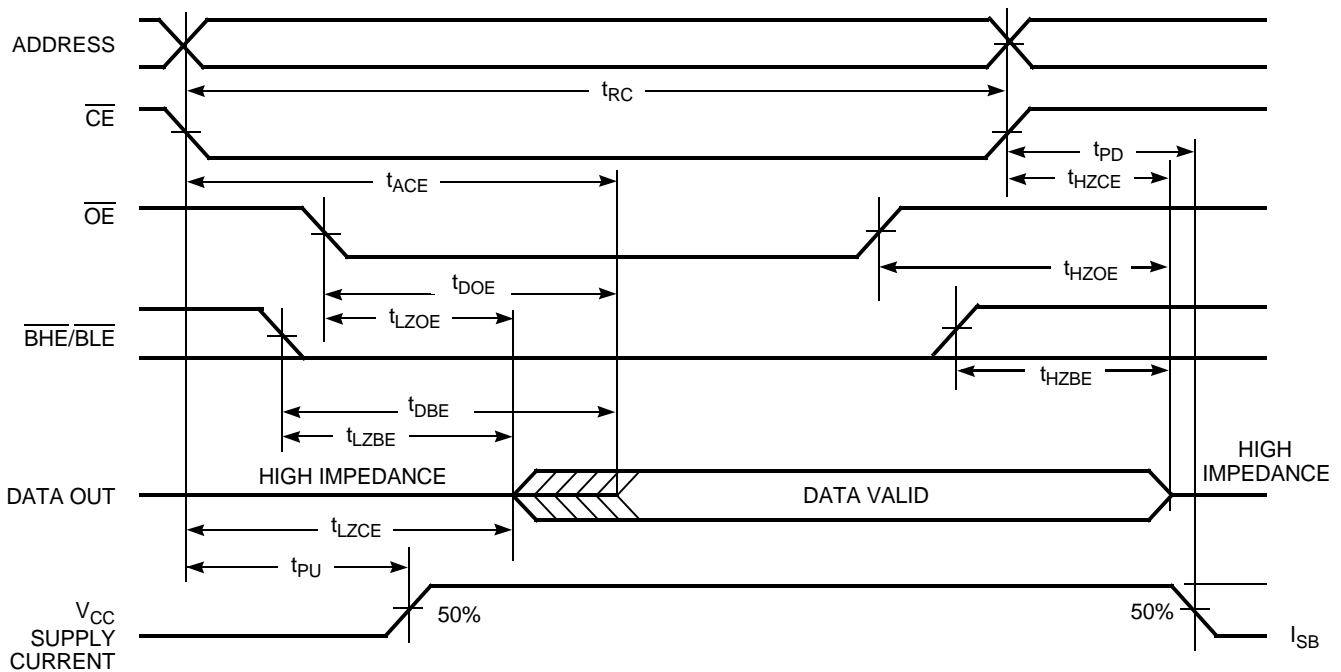 ADDRESS
tRC
CE
tPD
tACE
tHZCE
OE
tHZOE
tDOE
tLZOE
BHE/BLE
tHZBE
tDBE
tLZBE
HIGH IMPEDANCE
HIGH
IMPEDANCE
DATA OUT
DATA VALID
tLZCE
tPU
VCC
SUPPLY
CURRENT
50%
50%
ISB